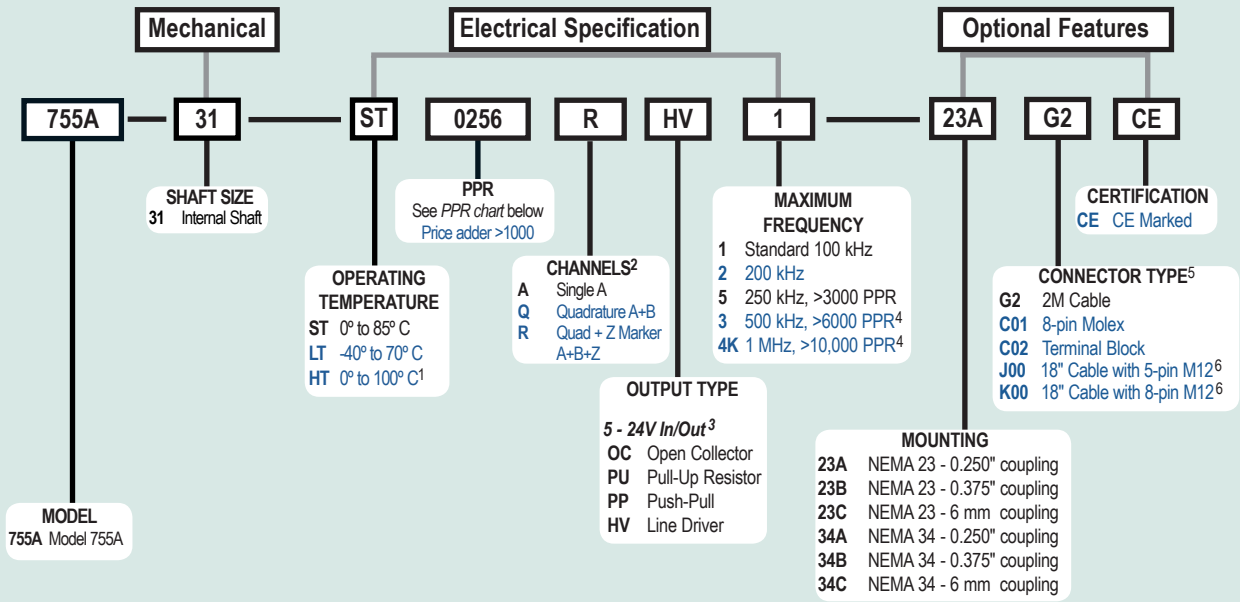 Mechanical
Electrical Specification
Optional Features
755A
31
ST
0256
R
HV
1
23A
G2
CE
SHAFT SIZE
31 Internal Shaft
PPR
See PPR chart below
Price adder >1000
OPERATING
TEMPERATURE
ST 0º to 85º C
LT -40º to 70º C
HT 0º to 100º C¹
CHANNELS²
A Single A
Q Quadrature A+B
R Quad + Z Marker
A+B+Z
OUTPUT TYPE
5 - 24V In/Out³
OC Open Collector
PU Pull-Up Resistor
PP Push-Pull
HV Line Driver
MAXIMUM
FREQUENCY
1 Standard 100 kHz
2 200 kHz
5 250 kHz, >3000 PPR
3 500 kHz, >6000 PPR⁴
4K 1 MHz, >10,000 PPR⁴
CERTIFICATION
CE CE Marked
CONNECTOR TYPE⁵
G2 2M Cable
C01 8-pin Molex
C02 Terminal Block
J00 18" Cable with 5-pin M12⁶
K00 18" Cable with 8-pin M12⁶
MOUNTING
23A NEMA 23 - 0.250" coupling
23B NEMA 23 - 0.375" coupling
23C NEMA 23 - 6 mm coupling
34A NEMA 34 - 0.250" coupling
34B NEMA 34 - 0.375" coupling
34C NEMA 34 - 6 mm coupling
MODEL
755A Model 755A